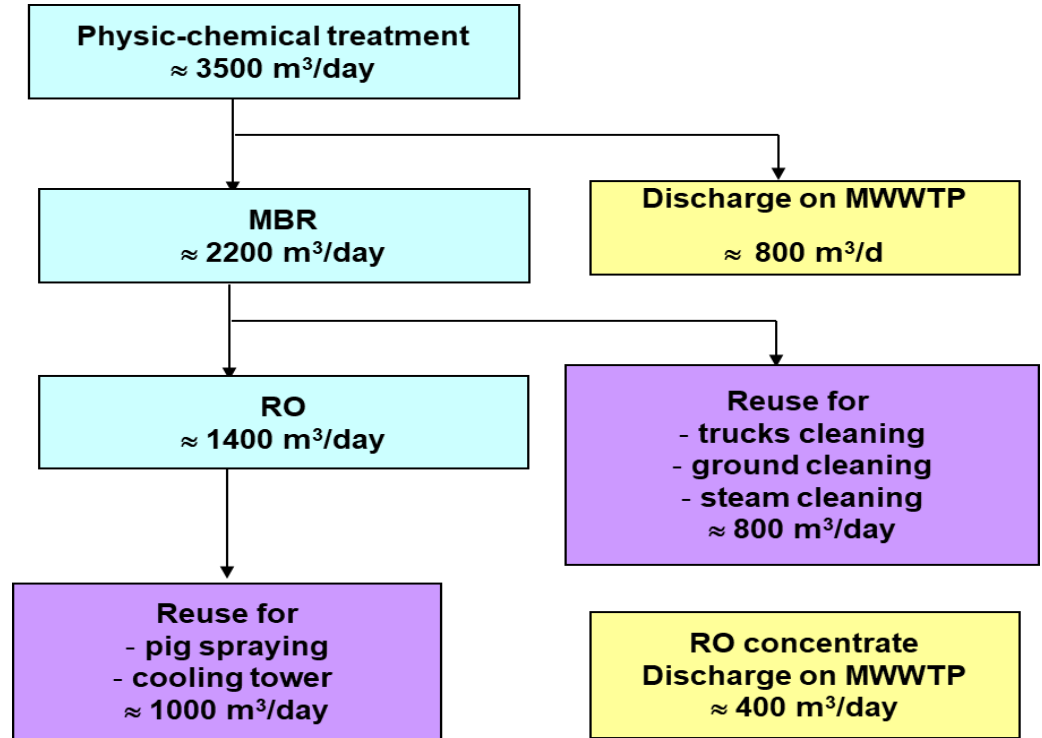 Physic-chemical treatment
≈ 3500 m³/day
MBR
≈ 2200 m³/day
Discharge on MWWTP
≈ 800 m³/d
RO
≈ 1400 m³/day
Reuse for
- trucks cleaning
- ground cleaning
- steam cleaning
≈ 800 m³/day
Reuse for
- pig spraying
- cooling tower
≈ 1000 m³/day
RO concentrate
Discharge on MWWTP
≈ 400 m³/day